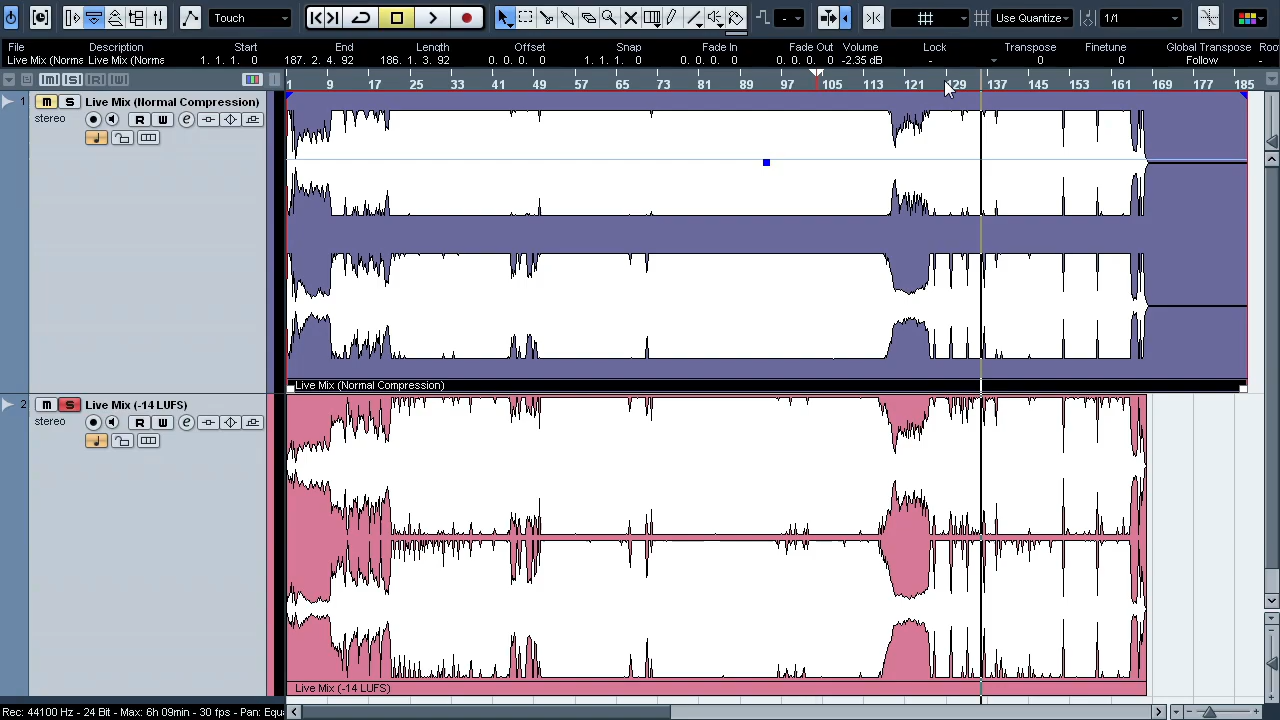 Touch
Use Quantize
1/1
File Description Start End Length Offset Snap Fade In Fade Out Volume Lock Transpose Finetune Global Transpose Roo
Live Mix (Norma Live Mix (Norma 1. 1. 1. 0 187. 2. 4. 92 186. 1. 3. 92 0. 0. 0. 0 1. 1. 1. 0 0. 0. 0. 0 0. 0. 0. 0 -2.35 dB - 0 0 Follow -
1 9 17 25 33 41 49 57 65 73 81 89 97 105 113 121 129 137 145 153 161 169 177 185
1 M S Live Mix (Normal Compression)
stereo R W e
Live Mix (Normal Compression)
2 M S Live Mix (-14 LUFS)
stereo R W e
Live Mix (-14 LUFS)
Rec: 44100 Hz - 24 Bit - Max: 6h 09min - 30 fps - Pan: Equa